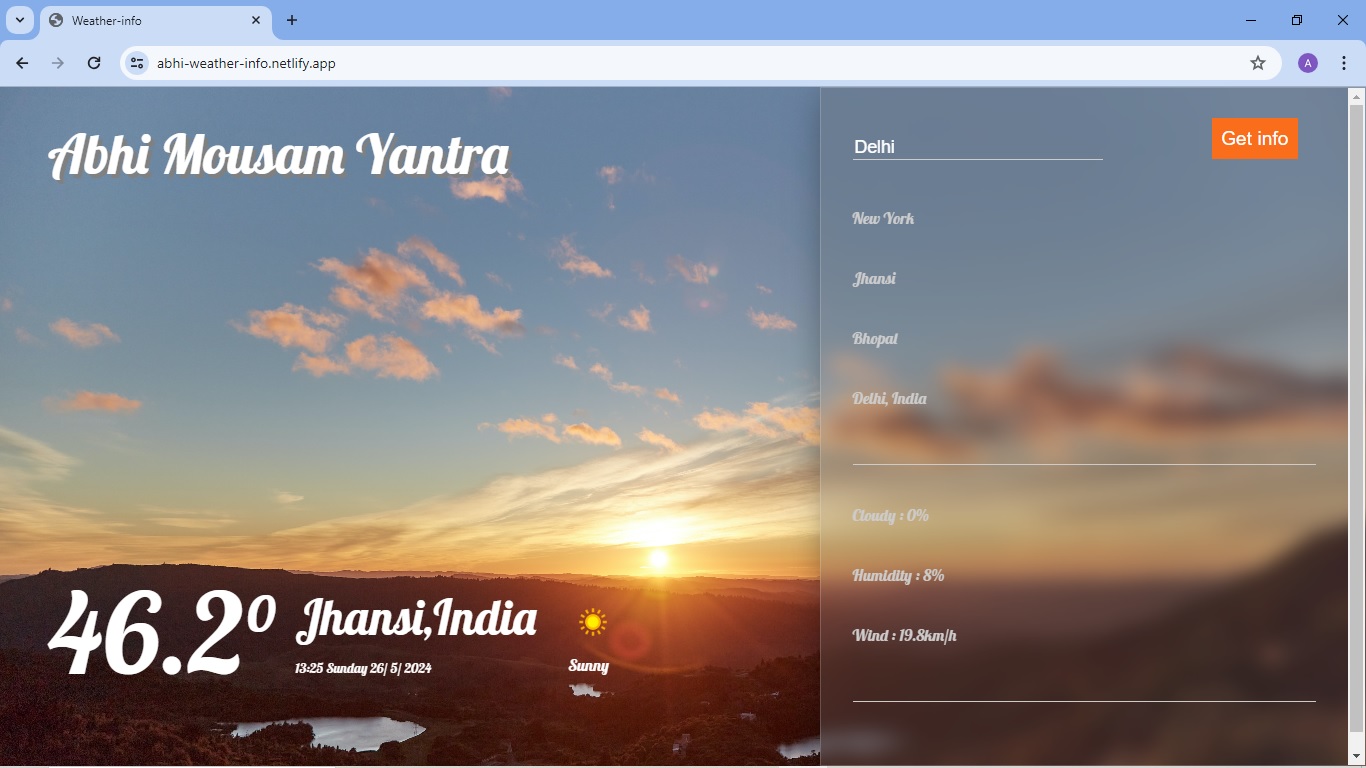 Weather-info
abhi-weather-info.netlify.app
A
Abhi Mousam Yantra
46.2⁰
Jhansi,India
13:25 Sunday 26/ 5/ 2024
Sunny
Delhi
Get info
New York
Jhansi
Bhopal
Delhi, India
Cloudy : 0%
Humidity : 8%
Wind : 19.8km/h